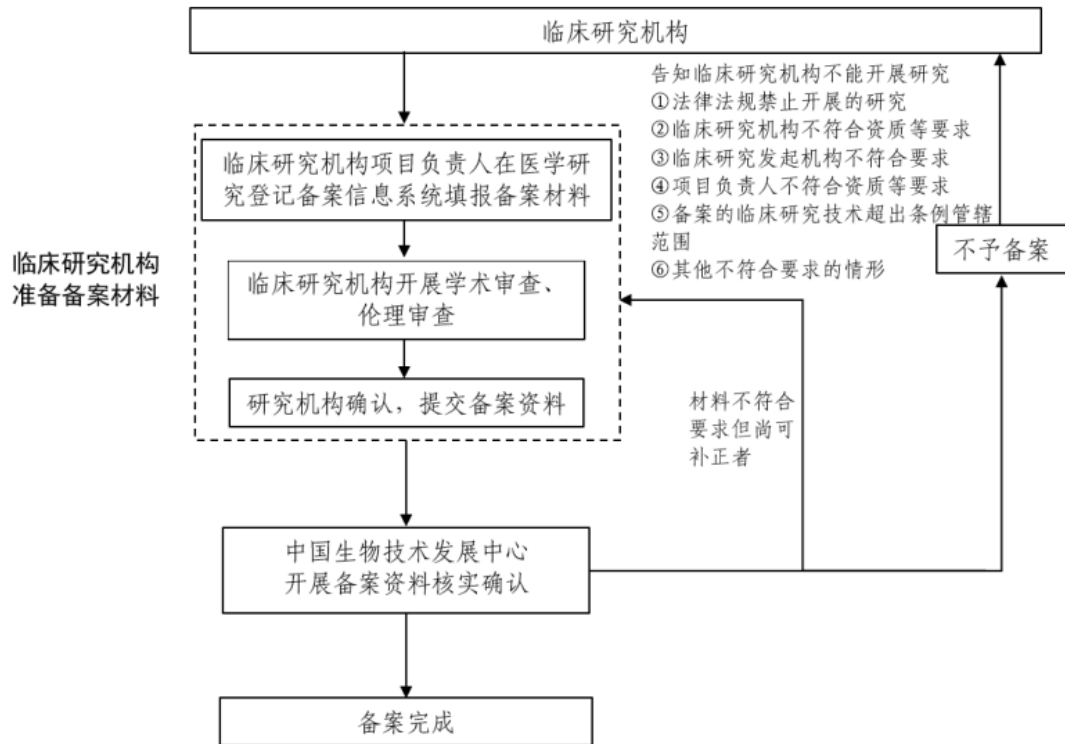 临床研究机构
告知临床研究机构不能开展研究
①法律法规禁止开展的研究
②临床研究机构不符合资质等要求
③临床研究发起机构不符合要求
④项目负责人不符合资质等要求
⑤备案的临床研究技术超出条例管辖
范围
⑥其他不符合要求的情形
不予备案
临床研究机构项目负责人在医学研
究登记备案信息系统填报备案材料
临床研究机构
准备备案材料
临床研究机构开展学术审查、
伦理审查
研究机构确认，提交备案资料
材料不符合
要求但尚可
补正者
中国生物技术发展中心
开展备案资料核实确认
备案完成